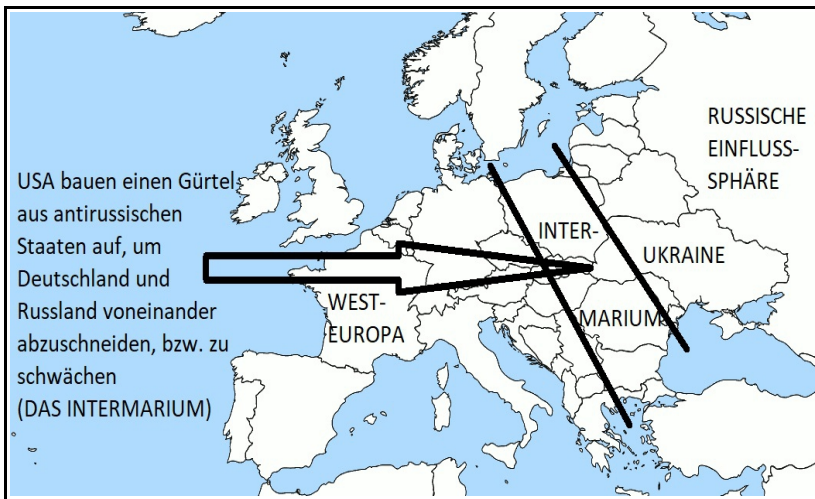 USA bauen einen Gürtel
aus antirussischen
Staaten auf, um
Deutschland und
Russland voneinander
abzuschneiden, bzw. zu
schwächen
(DAS INTERMARIUM)
WEST-
EUROPA
INTER-
MARIUM
UKRAINE
RUSSISCHE
EINFLUSS-
SPHÄRE